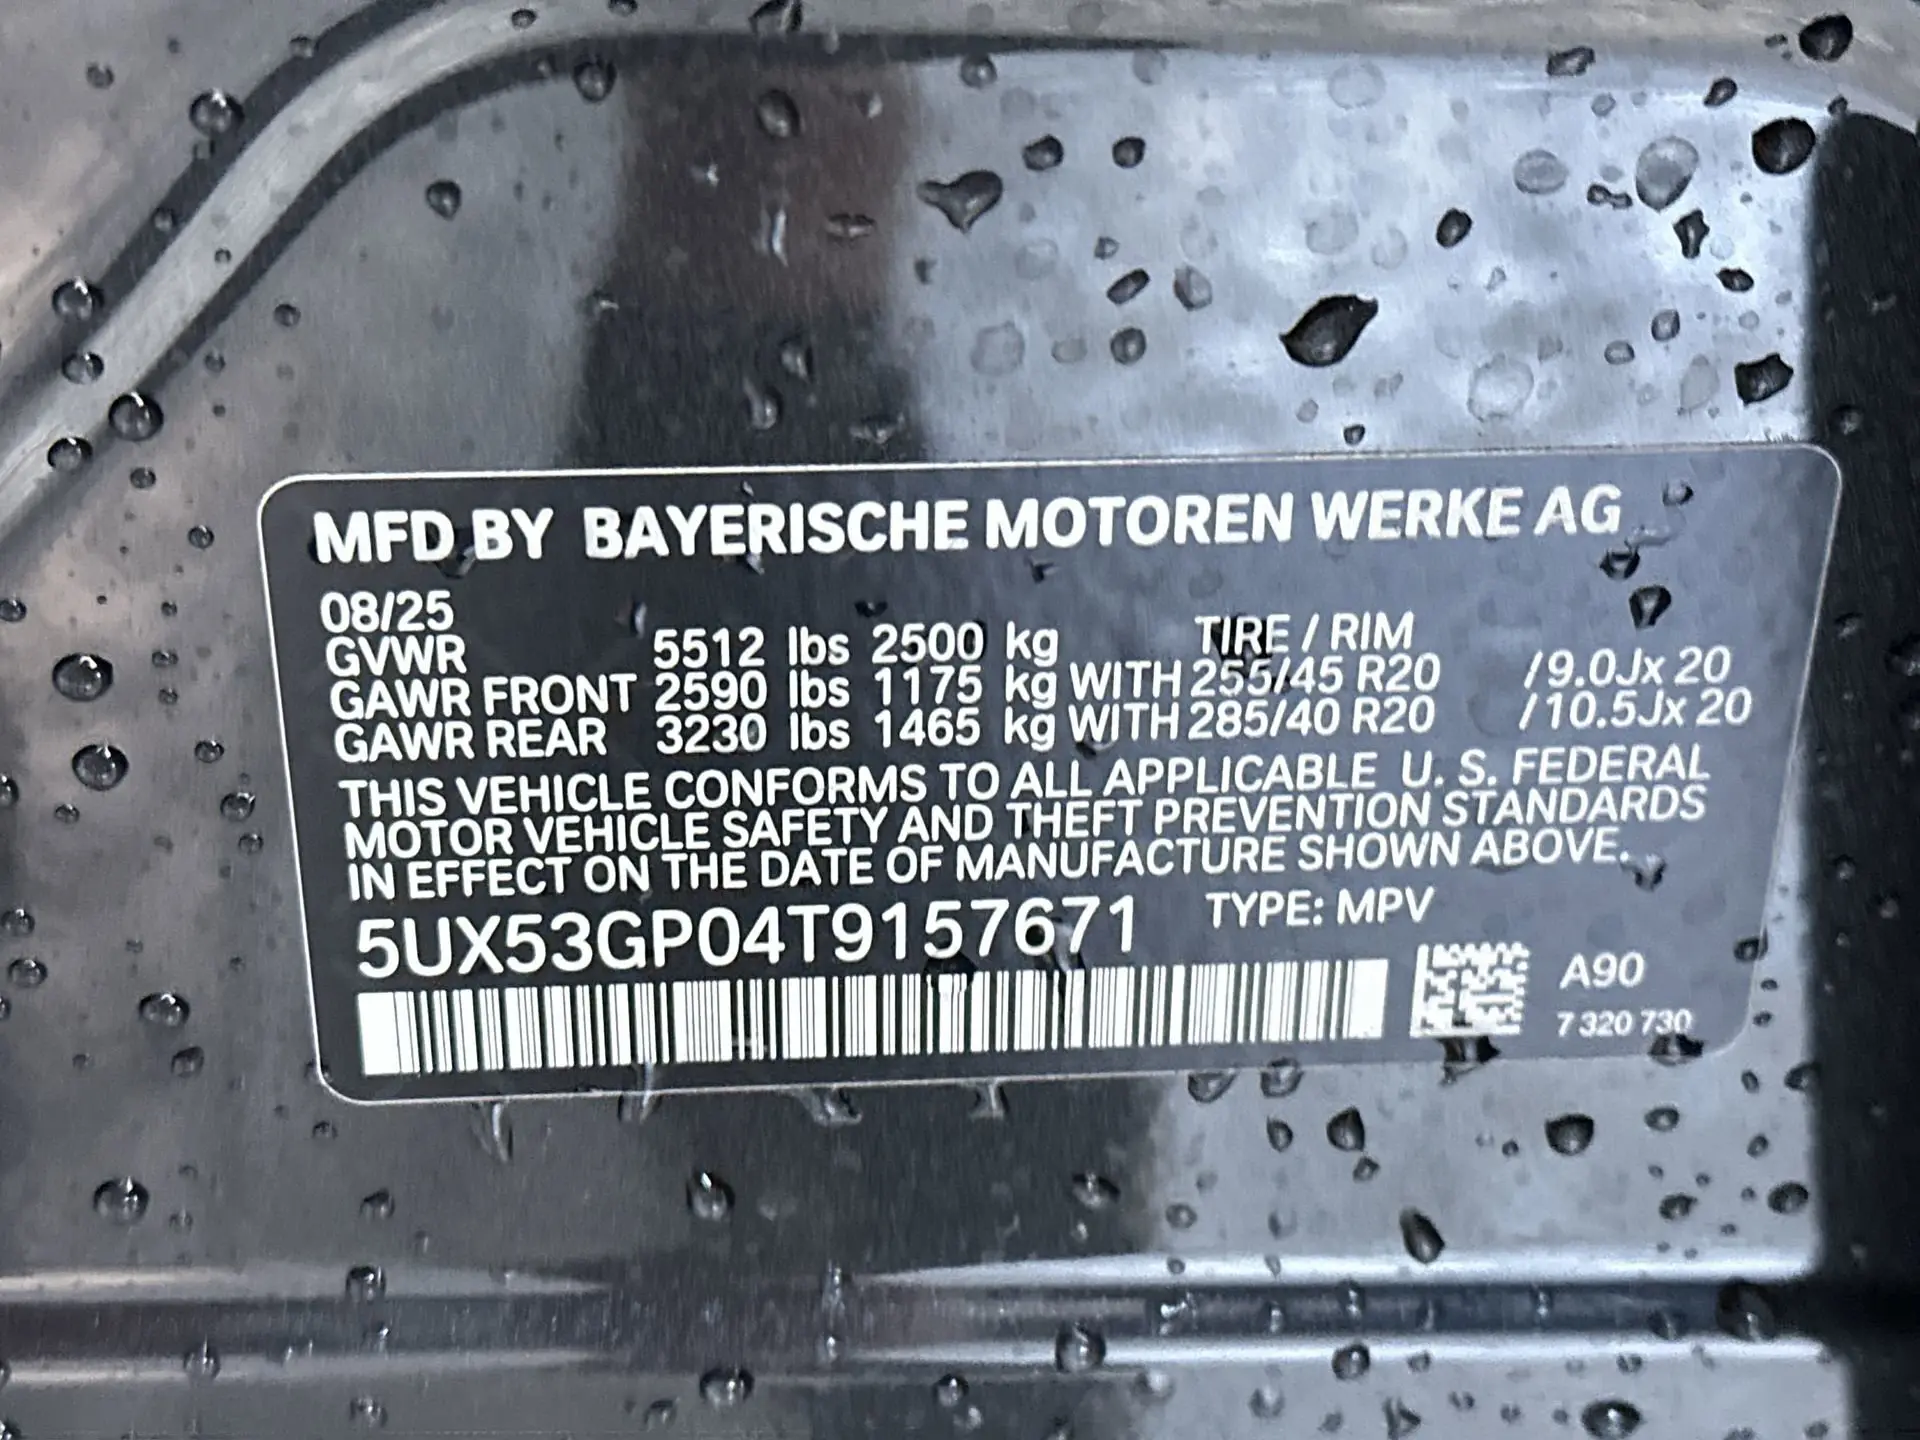 MFD BY BAYERISCHE MOTOREN WERKE AG
08/25
GVWR 5512 lbs 2500 kg TIRE / RIM
GAWR FRONT 2590 lbs 1175 kg WITH 255/45 R20 /9.0Jx 20
GAWR REAR 3230 lbs 1465 kg WITH 285/40 R20 /10.5Jx 20
THIS VEHICLE CONFORMS TO ALL APPLICABLE U. S. FEDERAL
MOTOR VEHICLE SAFETY AND THEFT PREVENTION STANDARDS
IN EFFECT ON THE DATE OF MANUFACTURE SHOWN ABOVE.
5UX53GP04T9157671 TYPE: MPV
A90
7 320 730